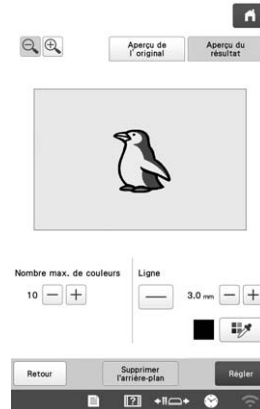 Aperçu de
l'original
Aperçu du
résultat
Nombre max. de couleurs
Ligne
10
3.0 mm
Retour
Supprimer
l'arrière-plan
Régler